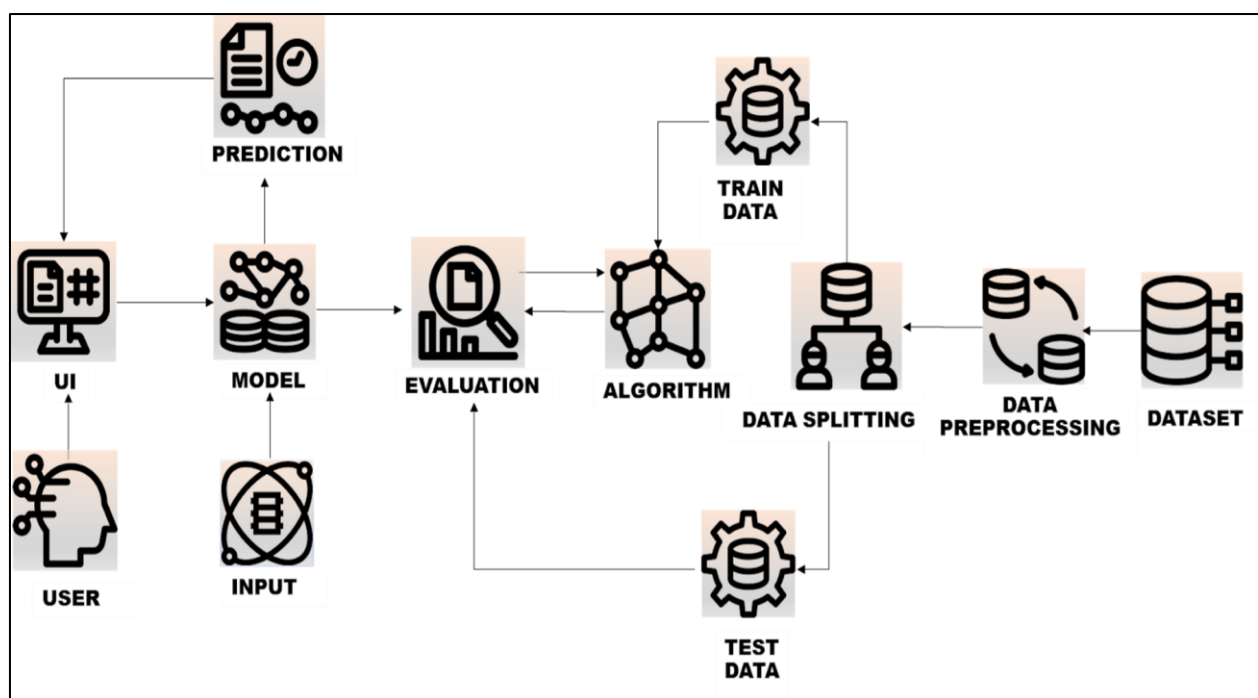 PREDICTION
TRAIN
DATA
UI
MODEL
EVALUATION
ALGORITHM
DATA SPLITTING
DATA
PREPROCESSING
DATASET
USER
INPUT
TEST
DATA